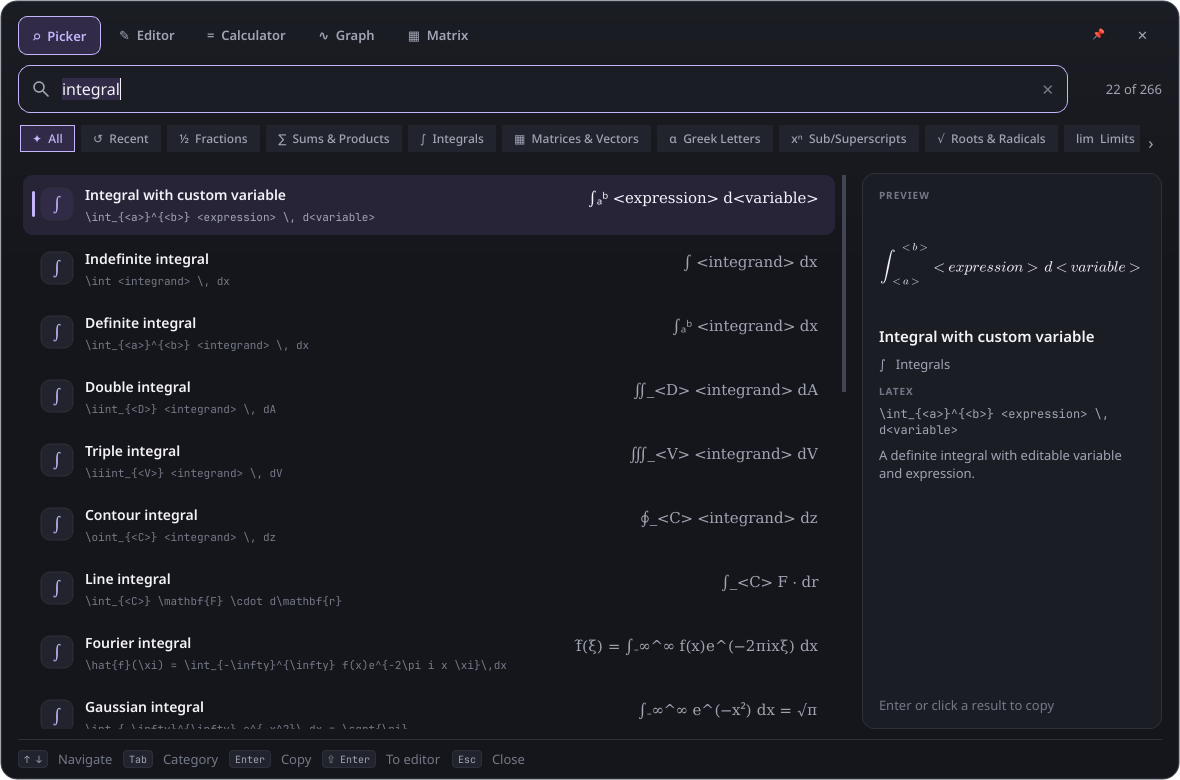 Picker Editor = Calculator Graph Matrix
integral 22 of 266
All Recent ½ Fractions ∑ Sums & Products ∫ Integrals Matrices & Vectors α Greek Letters xⁿ Sub/Superscripts √ Roots & Radicals lim Limits
Integral with custom variable ∫ₐᵇ <expression> d<variable>
\int_{<a>}^{<b>} <expression> \, d<variable>
Indefinite integral ∫ <integrand> dx
\int <integrand> \, dx
Definite integral ∫ₐᵇ <integrand> dx
\int_{<a>}^{<b>} <integrand> \, dx
Double integral ∬_<D> <integrand> dA
\iint_{<D>} <integrand> \, dA
Triple integral ∭_<V> <integrand> dV
\iiint_{<V>} <integrand> \, dV
Contour integral ∮_<C> <integrand> dz
\oint_{<C>} <integrand> \, dz
Line integral ∫_<C> F · dr
\int_{<C>} \mathbf{F} \cdot d\mathbf{r}
Fourier integral f̂(ξ) = ∫₋∞^∞ f(x)e^(−2πixξ) dx
\hat{f}(\xi) = \int_{-\infty}^{\infty} f(x)e^{-2\pi i x \xi}\,dx
Gaussian integral ∫₋∞^∞ e^(−x²) dx = √π
PREVIEW
∫_{<a>}^{<b>} <expression> d<variable>
Integral with custom variable
∫ Integrals
LATEX
\int_{<a>}^{<b>} <expression> \,
d<variable>
A definite integral with editable variable
and expression.
Enter or click a result to copy
↑ ↓ Navigate Tab Category Enter Copy ⇧ Enter To editor Esc Close